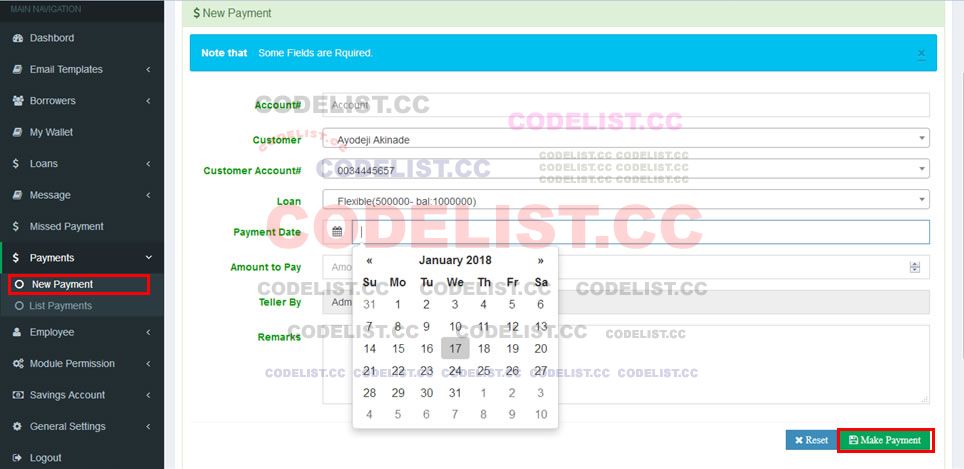 MAIN NAVIGATION
Dashbord
Email Templates
Borrowers
My Wallet
Loans
Message
Missed Payment
Payments
New Payment
List Payments
Employee
Module Permission
Savings Account
General Settings
Logout
$ New Payment
Note that Some Fields are Rquired. ×
Account# Account
Customer Ayodeji Akinade
Customer Account# 0034445657
Loan Flexible(500000- bal:1000000)
Payment Date
« January 2018 »
Su Mo Tu We Th Fr Sa
31 1 2 3 4 5 6
7 8 9 10 11 12 13
14 15 16 17 18 19 20
21 22 23 24 25 26 27
28 29 30 31 1 2 3
4 5 6 7 8 9 10
Amount to Pay Amo
Teller By Adm
Remarks
Reset Make Payment
CODELIST.CC
CODELIST.CC
CODELIST.CC
CODELIST.CC CODELIST.CC
CODELIST.CC CODELIST.CC
CODELIST.CC CODELIST.CC
CODELIST.CC
CODELIST.CC
CODELIST.CC CODELIST.CC CODELIST.CC
CODELIST.CC CODELIST.CC CODELIST.CC
CODELIST.CC CODELIST.CC CODELIST.CC CODELIST.CC